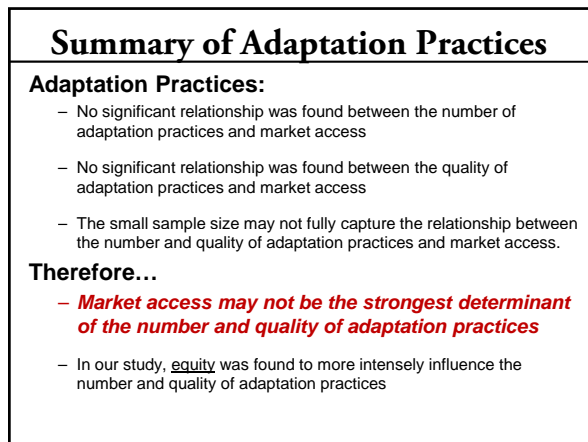 Summary of Adaptation Practices
Adaptation Practices:
– No significant relationship was found between the number of
adaptation practices and market access
– No significant relationship was found between the quality of
adaptation practices and market access
– The small sample size may not fully capture the relationship between
the number and quality of adaptation practices and market access.
Therefore…
– Market access may not be the strongest determinant
of the number and quality of adaptation practices
– In our study, equity was found to more intensely influence the
number and quality of adaptation practices